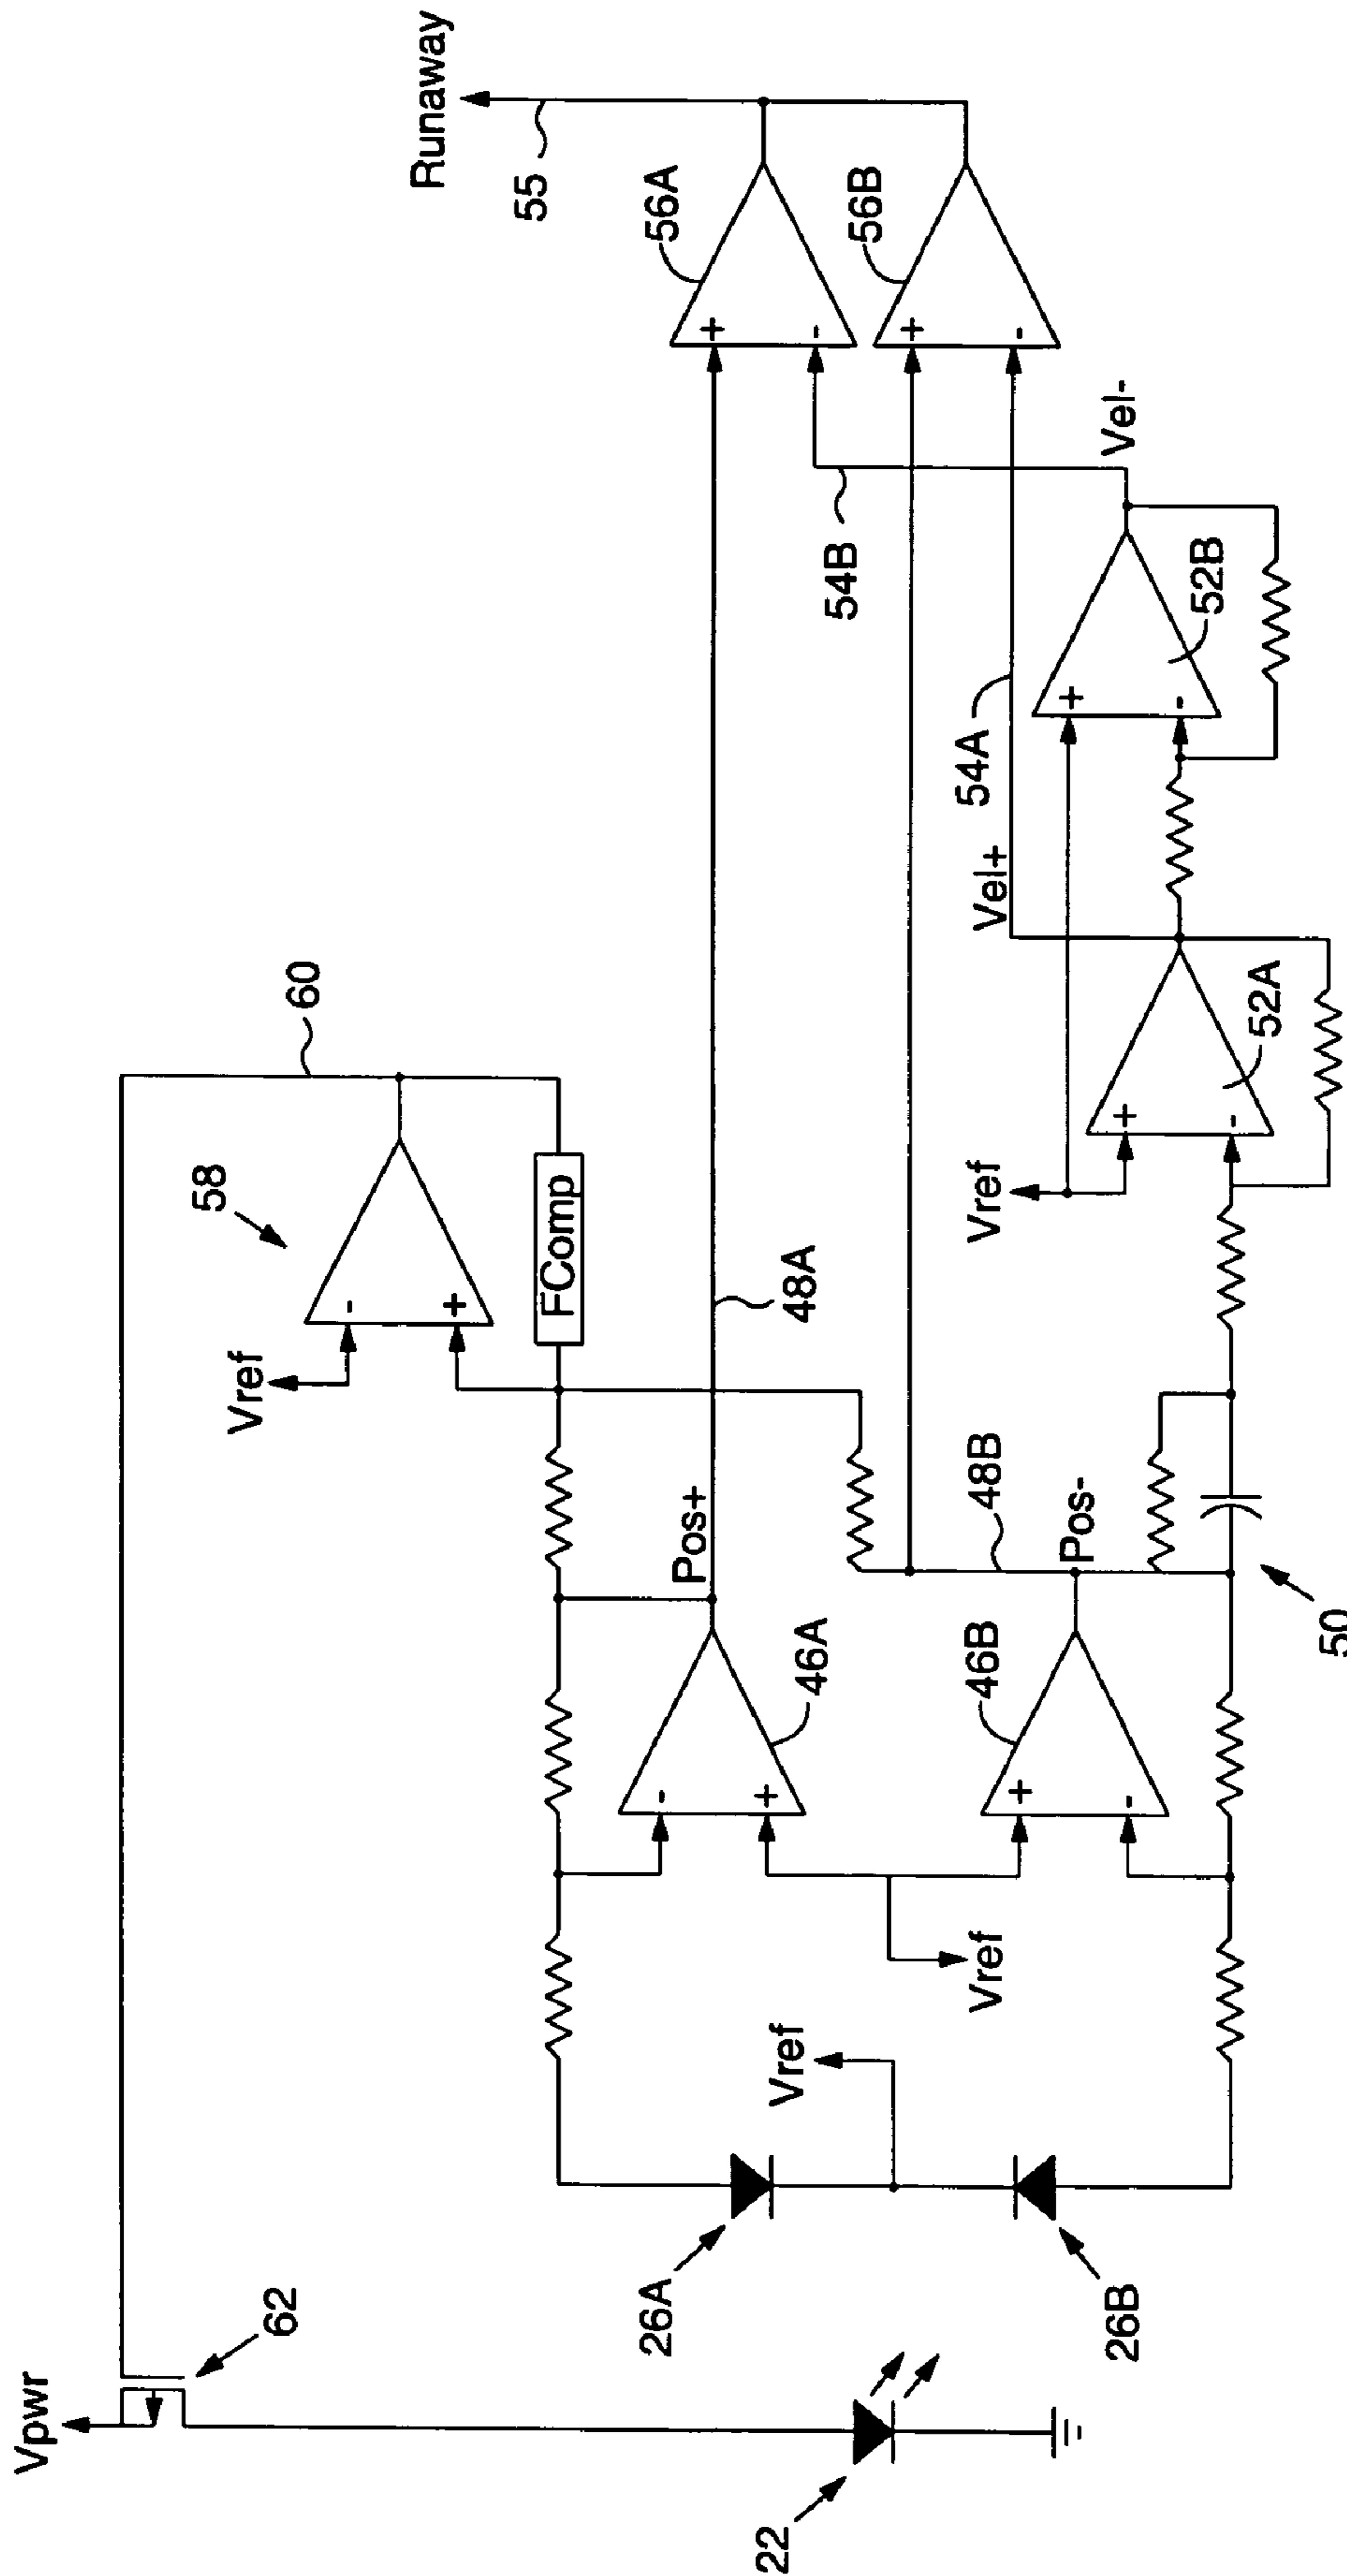 Vpwr
62
22
26A
26B
Vref
Vref
Vref
Vref
58
60
FComp
-
+
-
+
+
-
46A
46B
Pos+
Pos-
48A
48B
50
+
-
52A
Vel+
54A
+
-
52B
Vel-
54B
+
-
56A
+
-
56B
55
Runaway